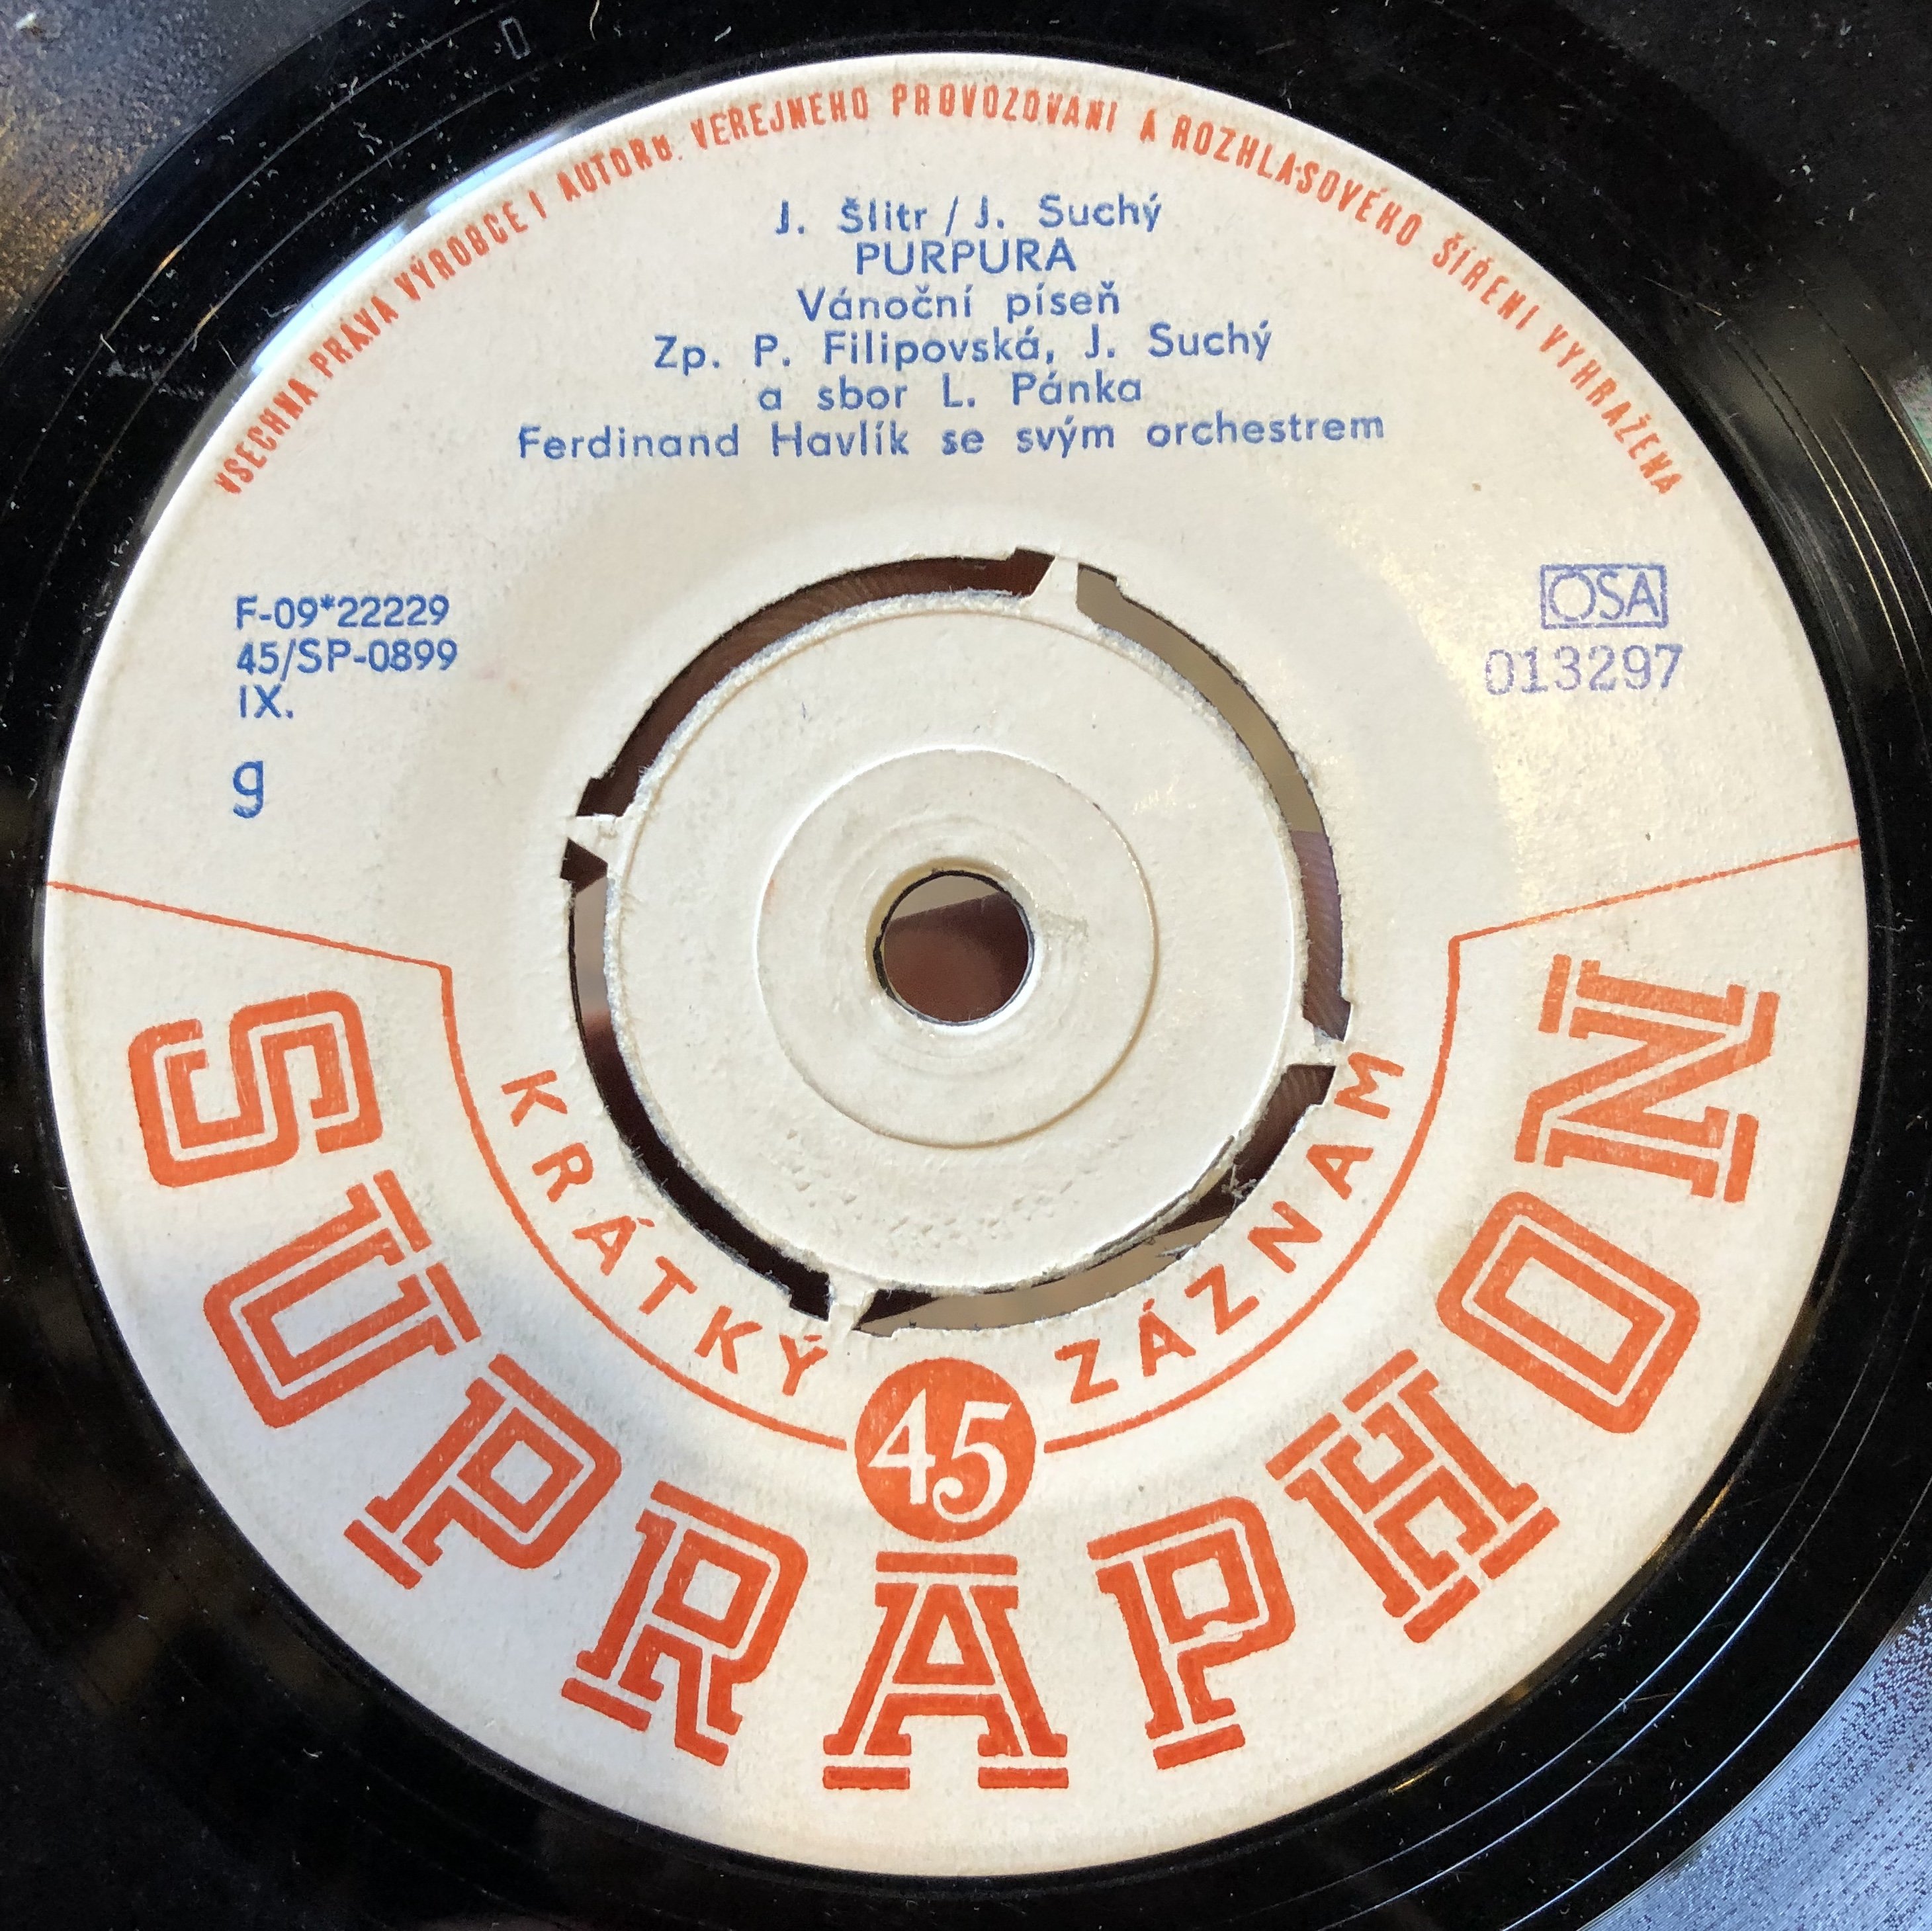 VŠECHNA PRÁVA VÝROBCE I AUTORŮ. VEŘEJNÉHO PROVOZOVÁNÍ A ROZHLASOVÉHO ŠÍŘENÍ VYHRAŽENA
J. Šlitr / J. Suchý
PURPURA
Vánoční píseň
Zp. P. Filipovská, J. Suchý
a sbor L. Pánka
Ferdinand Havlík se svým orchestrem
F-09*22229
45/SP-0899
IX.
g
OSA
013297
KRÁTKÝ ZÁZNAM
45
SUPRAPHON